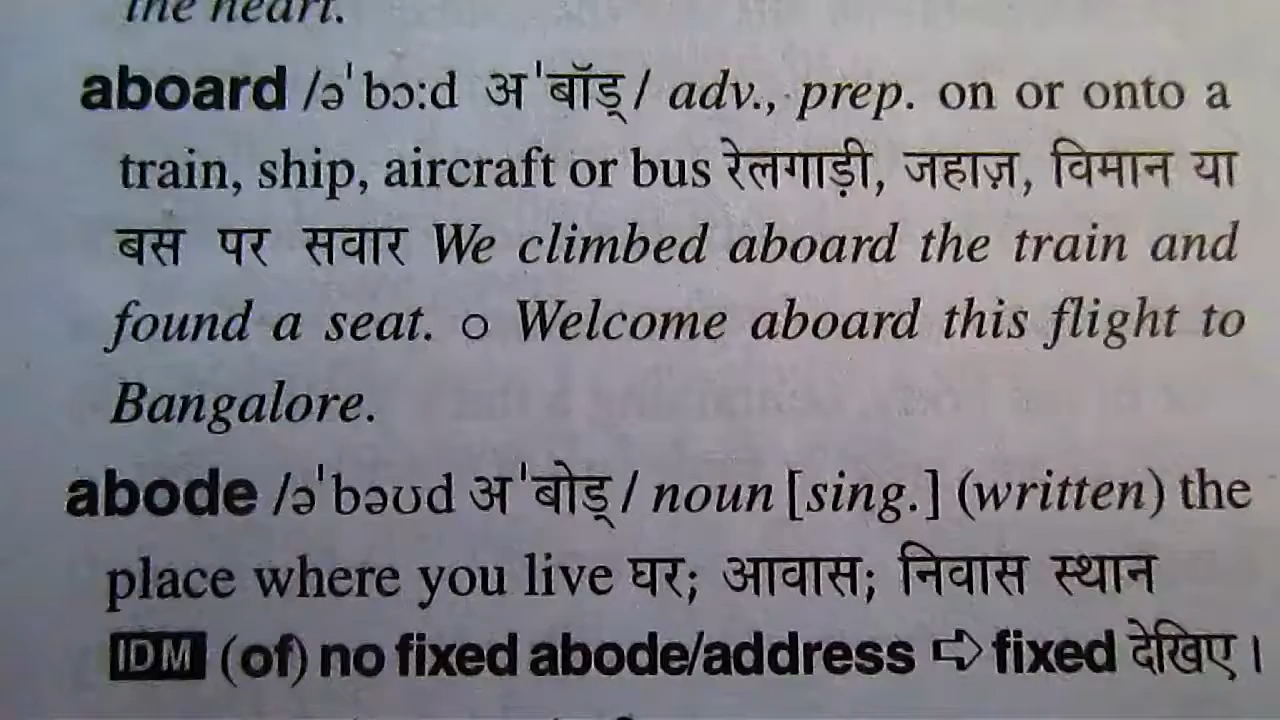 the heart.
aboard /əˈbɔːd अˈबॉड्/ adv., prep. on or onto a
train, ship, aircraft or bus रेलगाड़ी, जहाज़, विमान या
बस पर सवार We climbed aboard the train and
found a seat. ○ Welcome aboard this flight to
Bangalore.
abode /əˈbəʊd अˈबोड्/ noun [sing.] (written) the
place where you live घर; आवास; निवास स्थान
IDM (of) no fixed abode/address ⇨ fixed देखिए।